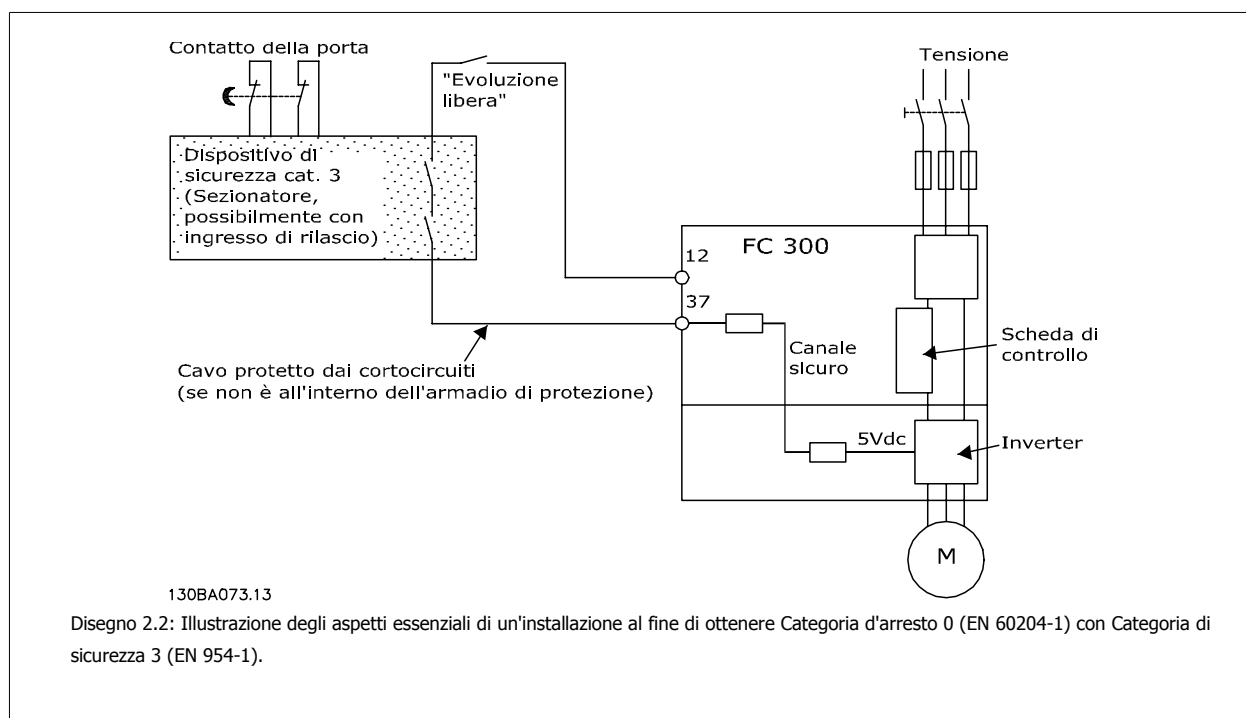 Contatto della porta
"Evoluzione
libera"
Tensione
Dispositivo di
sicurezza cat. 3
(Sezionatore,
possibilmente con
ingresso di rilascio)
FC 300
12
37
Canale
sicuro
Scheda di
controllo
Cavo protetto dai cortocircuiti
(se non è all'interno dell'armadio di protezione)
5Vdc
Inverter
M
130BA073.13
Disegno 2.2: Illustrazione degli aspetti essenziali di un'installazione al fine di ottenere Categoria d'arresto 0 (EN 60204-1) con Categoria di
sicurezza 3 (EN 954-1).